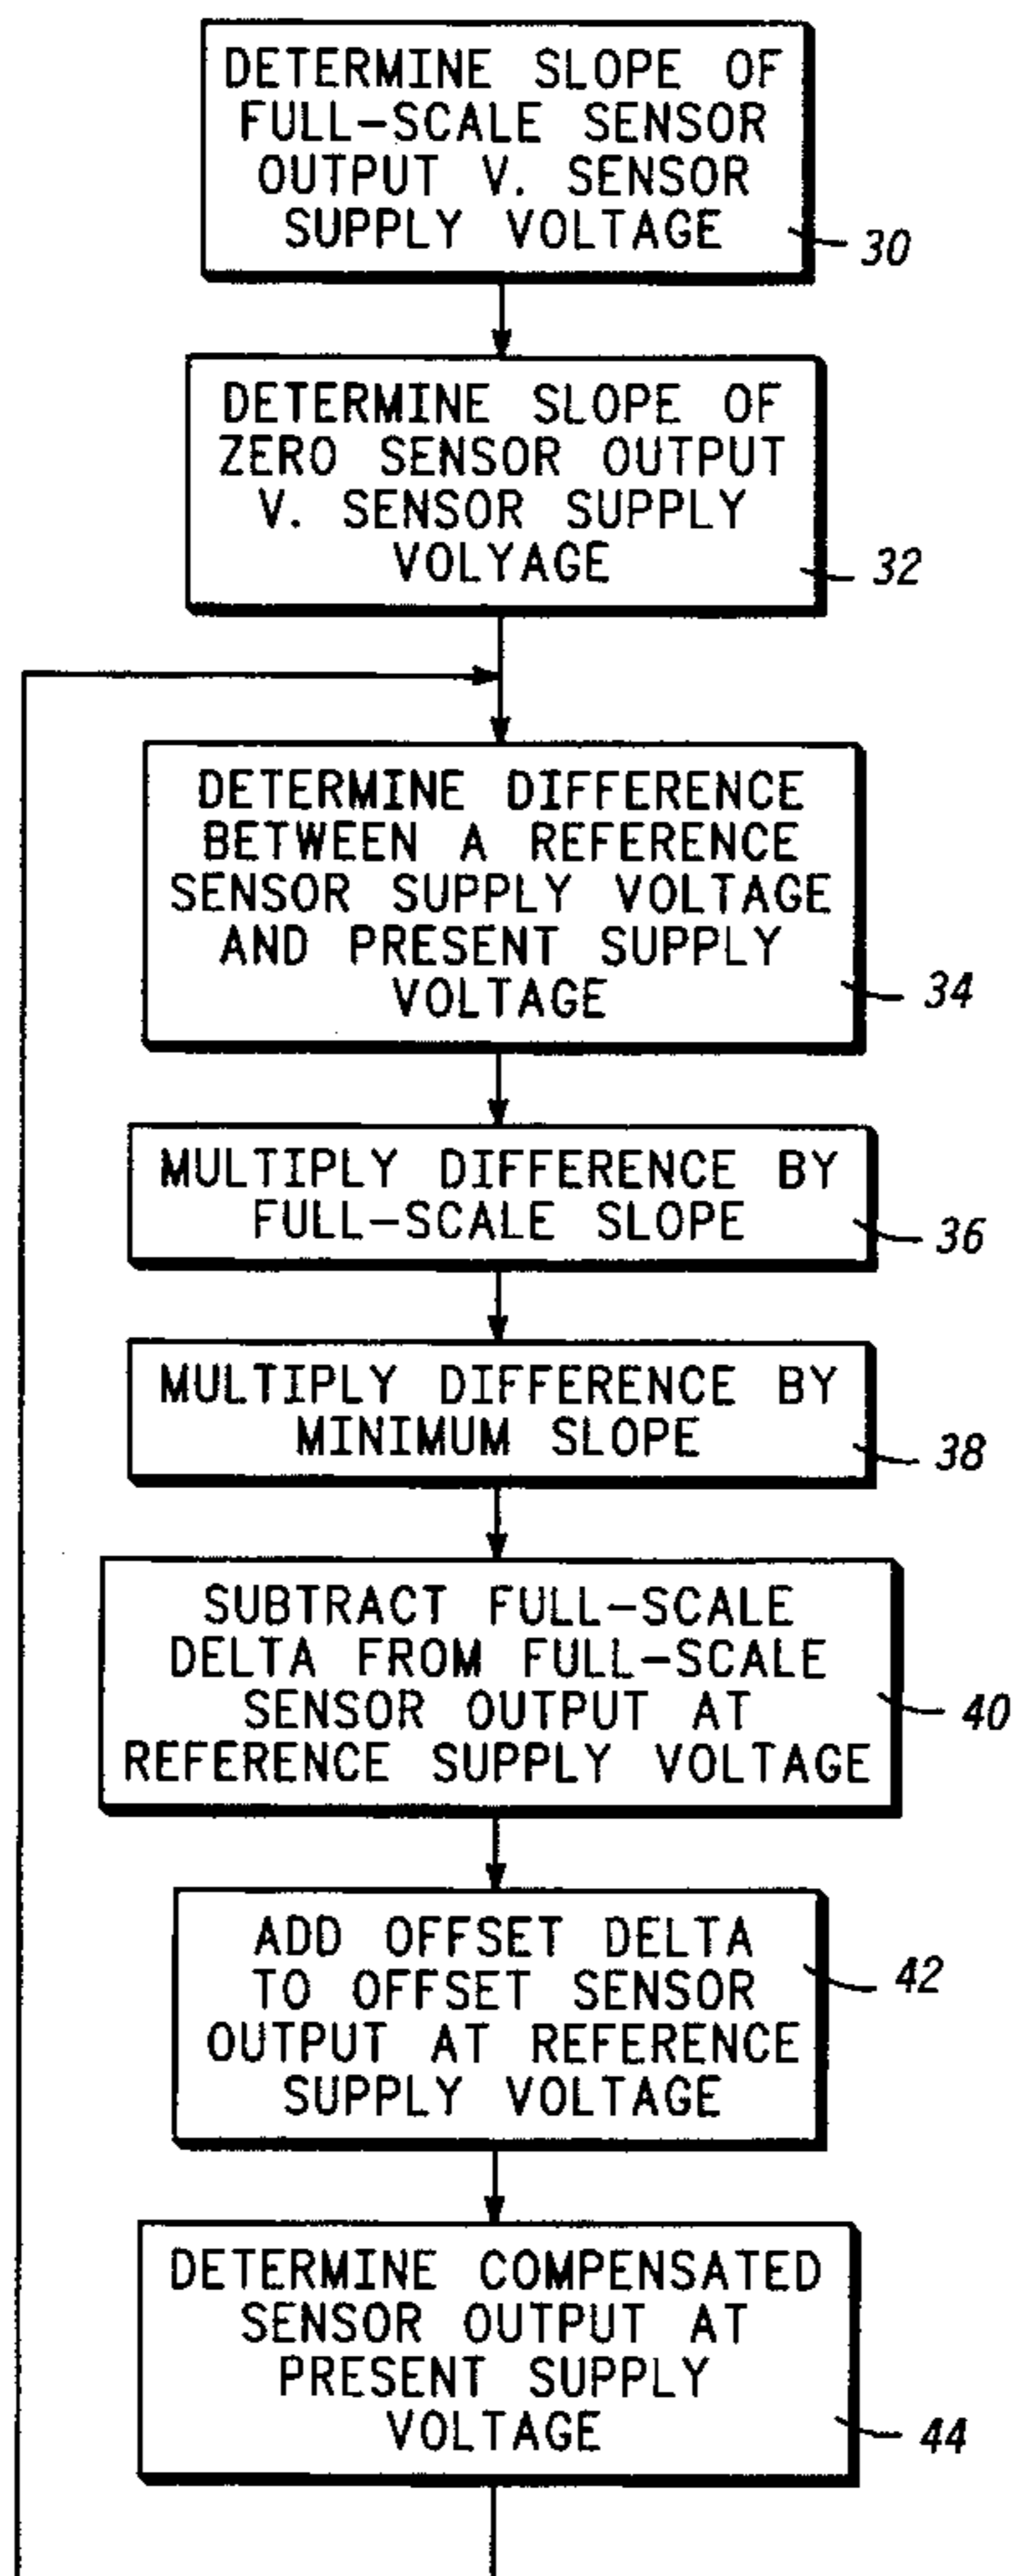 DETERMINE SLOPE OF
FULL-SCALE SENSOR
OUTPUT V. SENSOR
SUPPLY VOLTAGE
30
DETERMINE SLOPE OF
ZERO SENSOR OUTPUT
V. SENSOR SUPPLY
VOLYAGE
32
DETERMINE DIFFERENCE
BETWEEN A REFERENCE
SENSOR SUPPLY VOLTAGE
AND PRESENT SUPPLY
VOLTAGE
34
MULTIPLY DIFFERENCE BY
FULL-SCALE SLOPE
36
MULTIPLY DIFFERENCE BY
MINIMUM SLOPE
38
SUBTRACT FULL-SCALE
DELTA FROM FULL-SCALE
SENSOR OUTPUT AT
REFERENCE SUPPLY VOLTAGE
40
ADD OFFSET DELTA
TO OFFSET SENSOR
OUTPUT AT REFERENCE
SUPPLY VOLTAGE
42
DETERMINE COMPENSATED
SENSOR OUTPUT AT
PRESENT SUPPLY
VOLTAGE
44